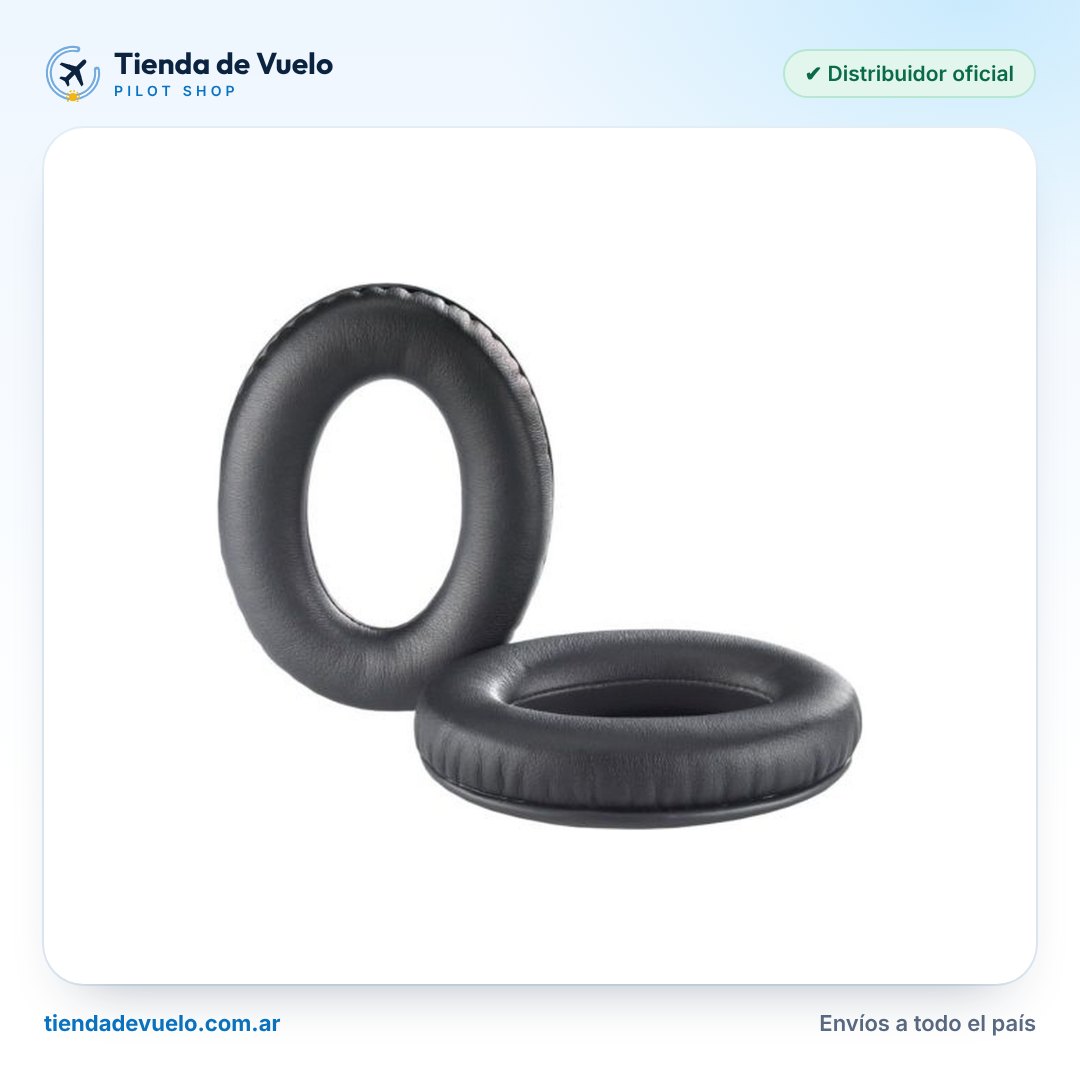 Tienda de Vuelo
PILOT SHOP
✔ Distribuidor oficial
tiendadevuelo.com.ar
Envíos a todo el país